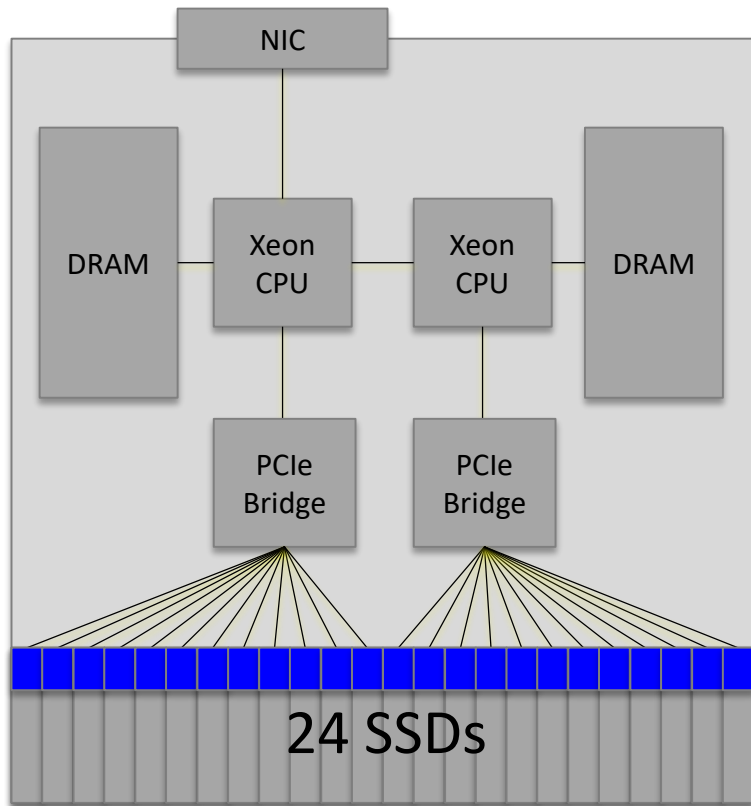 NIC
DRAM
Xeon
CPU
Xeon
CPU
DRAM
PCIe
Bridge
PCIe
Bridge
24 SSDs